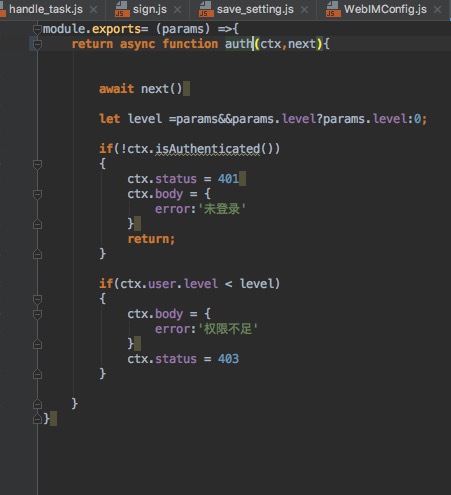 handle_task.js sign.js save_setting.js WebIMConfig.js
module.exports= (params) =>{
return async function auth(ctx,next){
await next()
let level =params&&params.level?params.level:0;
if(!ctx.isAuthenticated())
{
ctx.status = 401
ctx.body = {
error:'未登录'
}
return;
}
if(ctx.user.level < level)
{
ctx.body = {
error:'权限不足'
}
ctx.status = 403
}
}
}